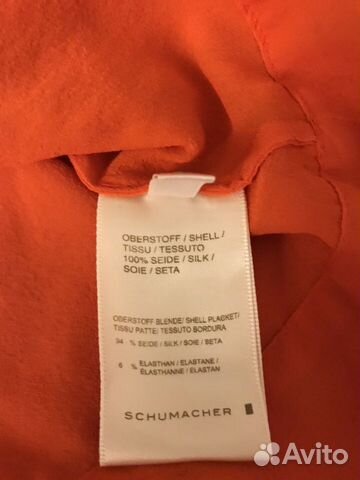 OBERSTOFF / SHELL /
TISSU / TESSUTO
100% SEIDE / SILK /
SOIE / SETA
OBERSTOFF BLENDE/ SHELL PLACKET/
TISSU PATTE/ TESSUTO BORDURA
94 % SEIDE / SILK / SOIE / SETA
6 % ELASTHAN / ELASTANE /
ÉLASTHANNE / ELASTAN
SCHUMACHER
Avito